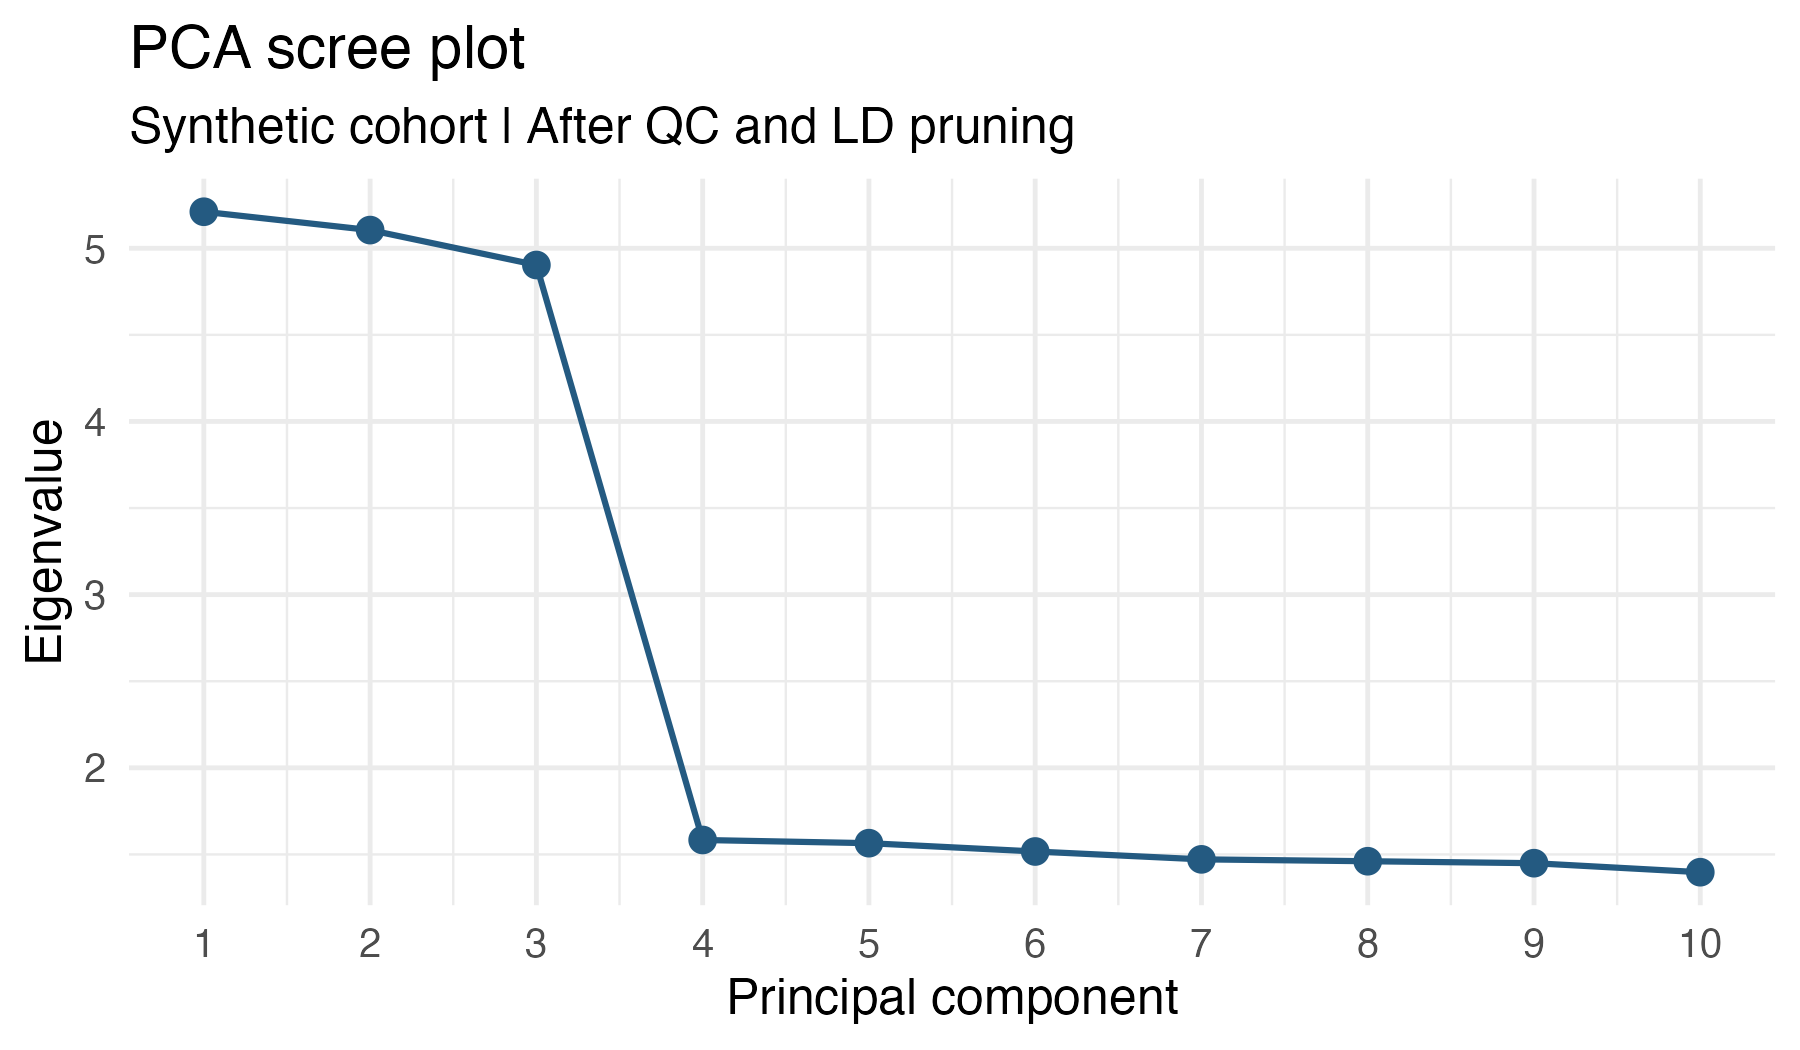 PCA scree plot
Synthetic cohort | After QC and LD pruning
5
4
3
2
Eigenvalue
1 2 3 4 5 6 7 8 9 10
Principal component